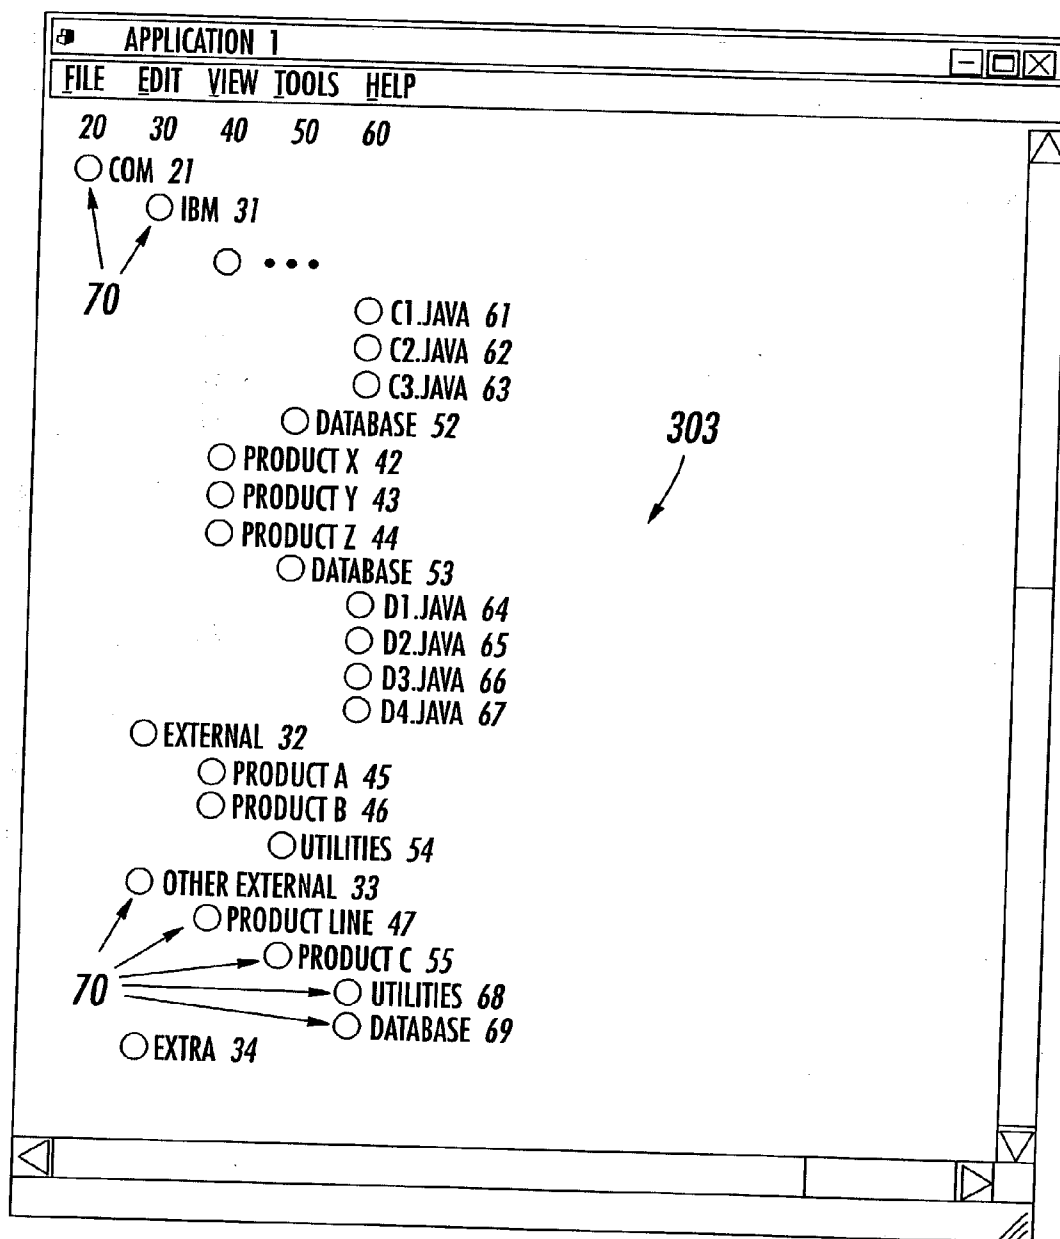 APPLICATION 1
FILE EDIT VIEW TOOLS HELP
20 30 40 50 60
COM 21
IBM 31
•••
70
C1.JAVA 61
C2.JAVA 62
C3.JAVA 63
DATABASE 52
303
PRODUCT X 42
PRODUCT Y 43
PRODUCT Z 44
DATABASE 53
D1.JAVA 64
D2.JAVA 65
D3.JAVA 66
D4.JAVA 67
EXTERNAL 32
PRODUCT A 45
PRODUCT B 46
UTILITIES 54
OTHER EXTERNAL 33
PRODUCT LINE 47
PRODUCT C 55
70
UTILITIES 68
DATABASE 69
EXTRA 34